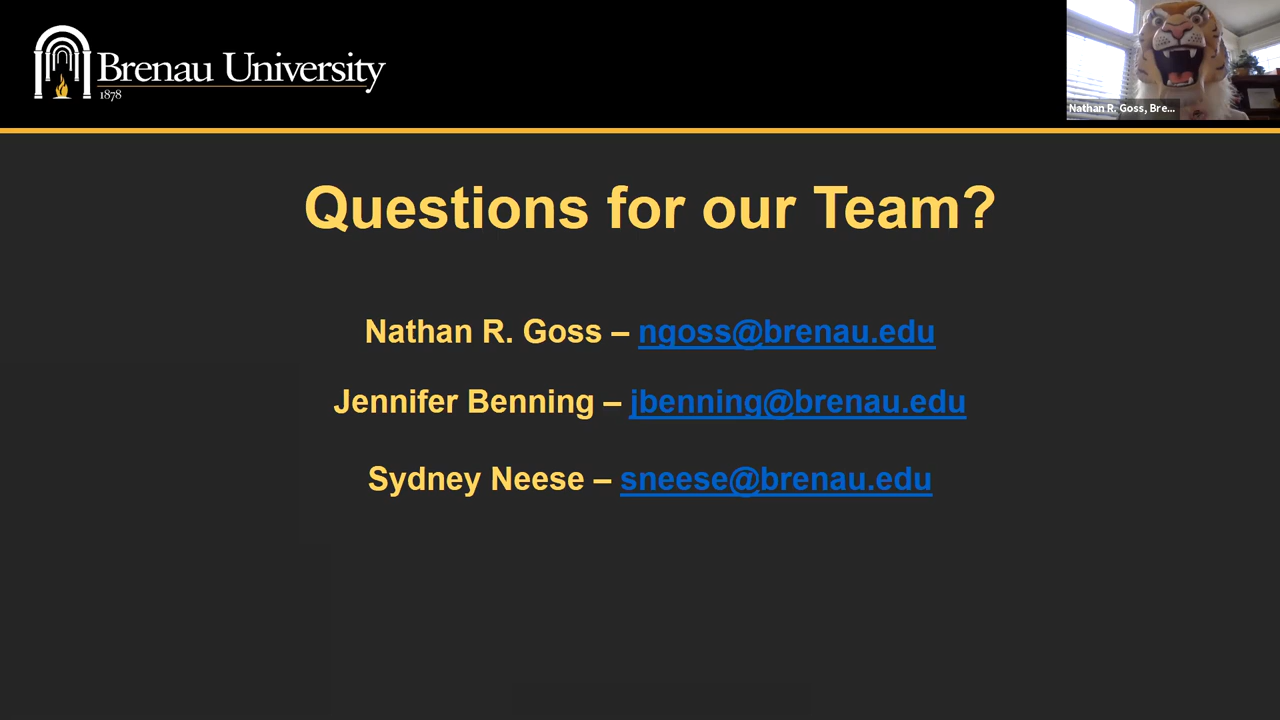 Brenau University
1878
Nathan R. Goss, Bre...
Questions for our Team?
Nathan R. Goss – ngoss@brenau.edu
Jennifer Benning – jbenning@brenau.edu
Sydney Neese – sneese@brenau.edu